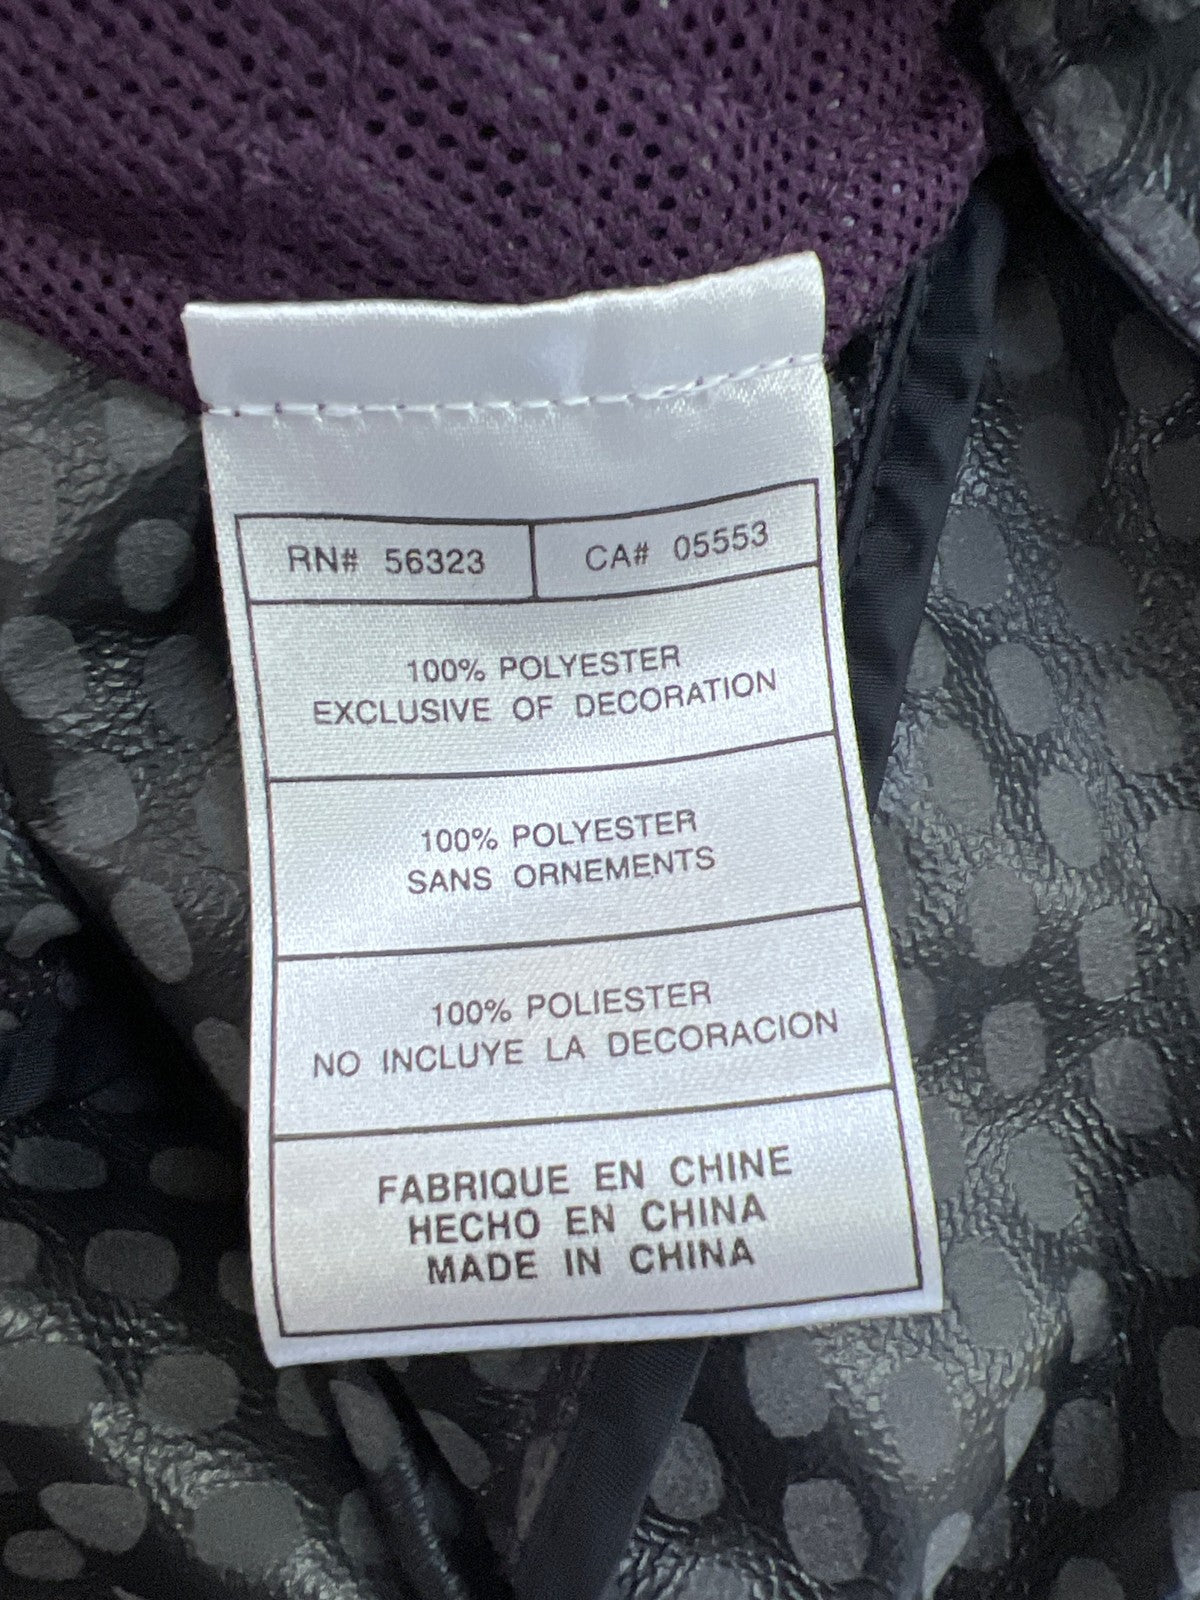 RN# 56323 CA# 05553
100% POLYESTER
EXCLUSIVE OF DECORATION
100% POLYESTER
SANS ORNEMENTS
100% POLIESTER
NO INCLUYE LA DECORACION
FABRIQUE EN CHINE
HECHO EN CHINA
MADE IN CHINA